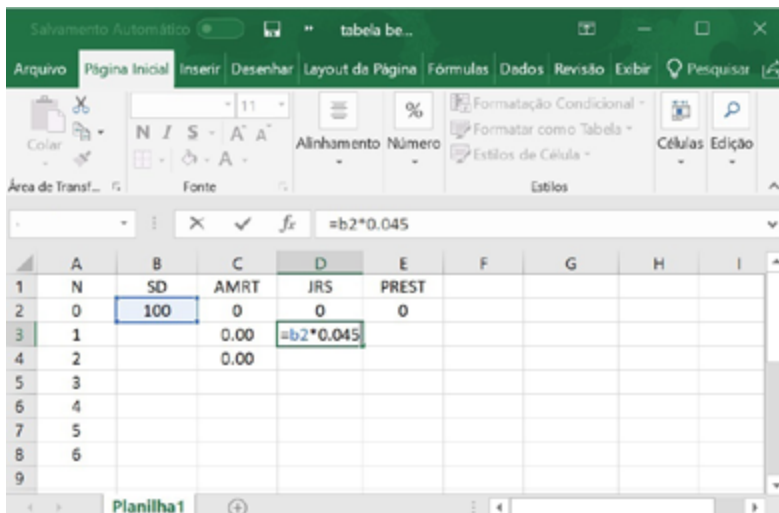 Salvamento Automático tabela be...
Arquivo Página Inicial Inserir Desenhar Layout da Página Fórmulas Dados Revisão Exibir Pesquisar
Colar
11
N I S A A
A
Alinhamento Número
%
Formatação Condicional
Formatar como Tabela
Estilos de Célula
Células Edição
Área de Transf... Fonte Estilos
fx =b2*0.045
A B C D E F G H I
1 N SD AMRT JRS PREST
2 0 100 0 0 0
3 1 0.00 =b2*0.045
4 2 0.00
5 3
6 4
7 5
8 6
9
Planilha1